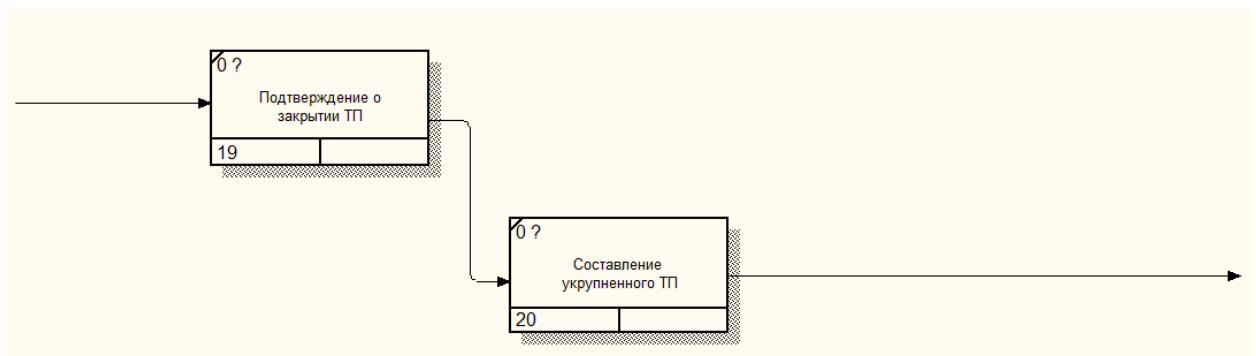 0 ?
Подтверждение о
закрытии ТП
19
0 ?
Составление
укрупненного ТП
20